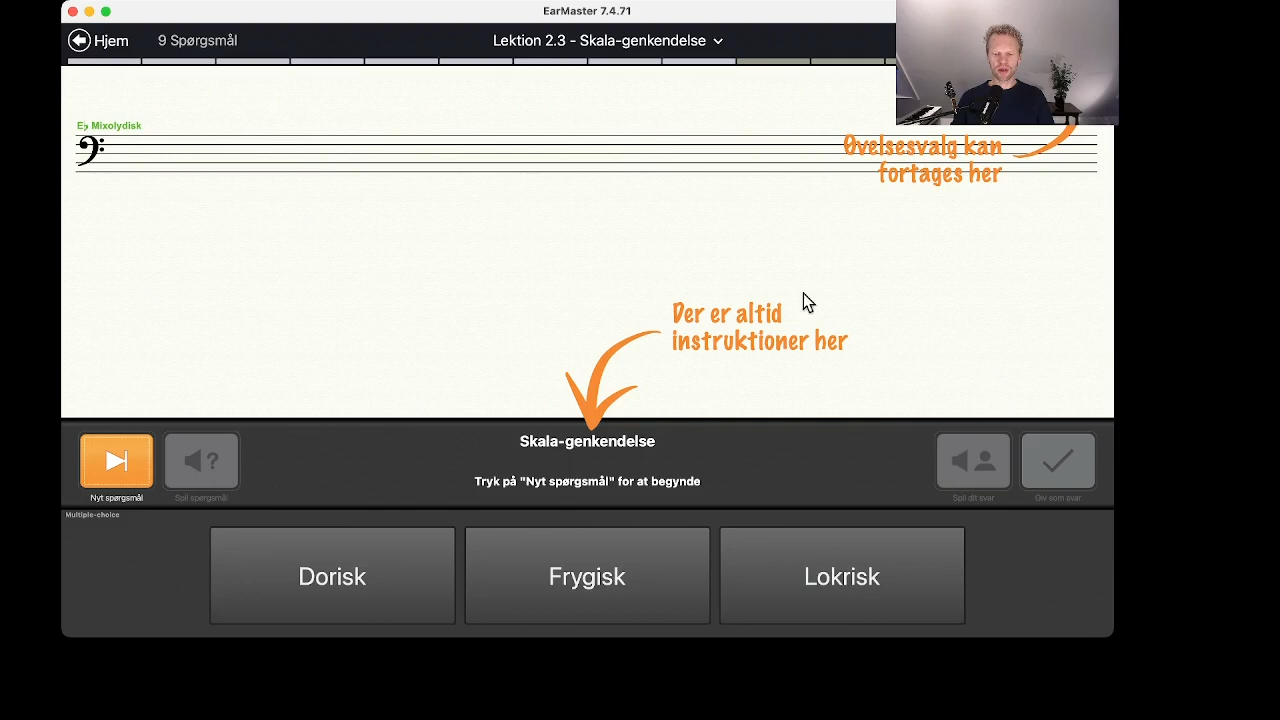 EarMaster 7.4.71
Hjem
9 Spørgsmål
Lektion 2.3 - Skala-genkendelse
E♭ Mixolydisk
Øvelsesvalg kan
fortages her
Der er altid
instruktioner her
Skala-genkendelse
Tryk på "Nyt spørgsmål" for at begynde
Nyt spørgsmål
Spil spørgsmål
Spil dit svar
Giv som svar
Multiple-choice
Dorisk
Frygisk
Lokrisk